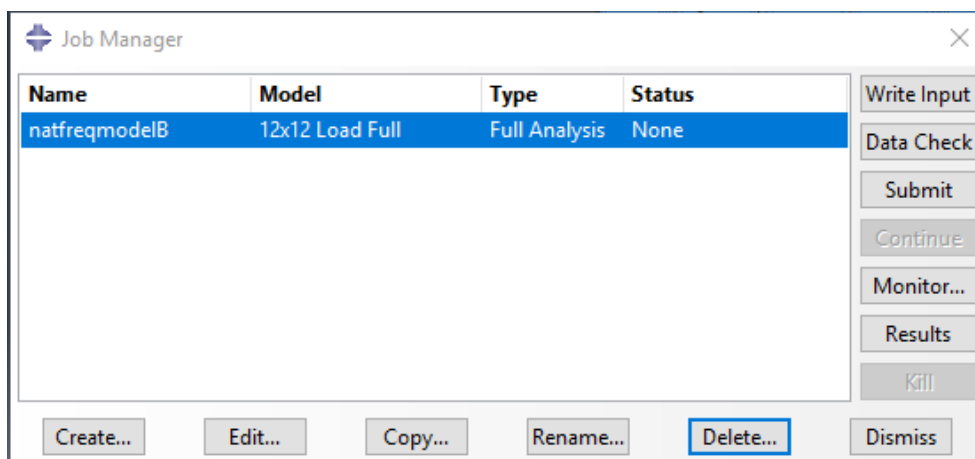 Job Manager
Name Model Type Status Write Input
natfreqmodelB 12x12 Load Full Full Analysis None
Data Check
Submit
Continue
Monitor...
Results
Kill
Create... Edit... Copy... Rename... Delete... Dismiss